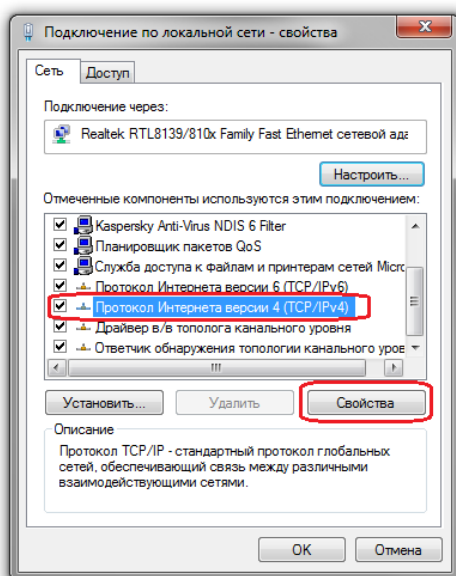 Подключение по локальной сети - свойства
Сеть Доступ
Подключение через:
Realtek RTL8139/810x Family Fast Ethernet сетевой ада
Настроить...
Отмеченные компоненты используются этим подключением:
Kaspersky Anti-Virus NDIS 6 Filter
Планировщик пакетов QoS
Служба доступа к файлам и принтерам сетей Micro
Протокол Интернета версии 6 (TCP/IPv6)
Протокол Интернета версии 4 (TCP/IPv4)
Драйвер в/в тополога канального уровня
Ответчик обнаружения топологии канального уров
Установить... Удалить Свойства
Описание
Протокол TCP/IP - стандартный протокол глобальных
сетей, обеспечивающий связь между различными
взаимодействующими сетями.
OK Отмена